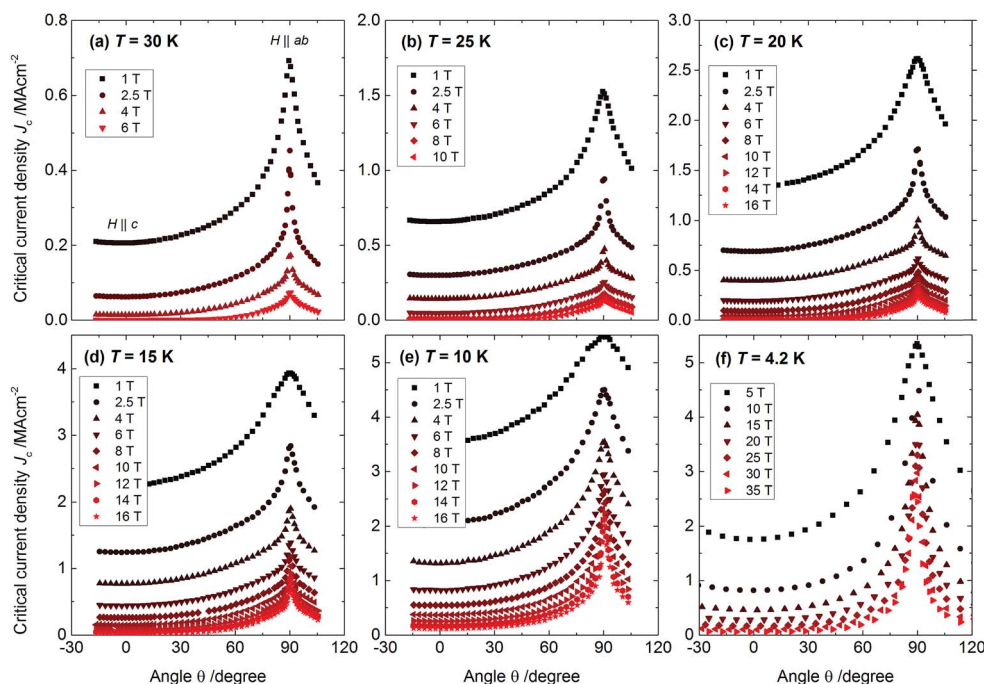 (a) T = 30 K
H || ab
1 T
2.5 T
4 T
6 T
H || c
0.8
0.6
0.4
0.2
0.0
(b) T = 25 K
1 T
2.5 T
4 T
6 T
8 T
10 T
2.0
1.5
1.0
0.5
0.0
(c) T = 20 K
1 T
2.5 T
4 T
6 T
8 T
10 T
12 T
14 T
16 T
3.0
2.5
2.0
1.5
1.0
0.5
0.0
Critical current density Jc /MAcm-2
(d) T = 15 K
1 T
2.5 T
4 T
6 T
8 T
10 T
12 T
14 T
16 T
4
3
2
1
0
-30 0 30 60 90 120
Angle θ /degree
(e) T = 10 K
1 T
2.5 T
4 T
6 T
8 T
10 T
12 T
14 T
16 T
5
4
3
2
1
0
-30 0 30 60 90 120
Angle θ /degree
(f) T = 4.2 K
5 T
10 T
15 T
20 T
25 T
30 T
35 T
5
4
3
2
1
0
-30 0 30 60 90 120
Angle θ /degree
Critical current density Jc /MAcm-2